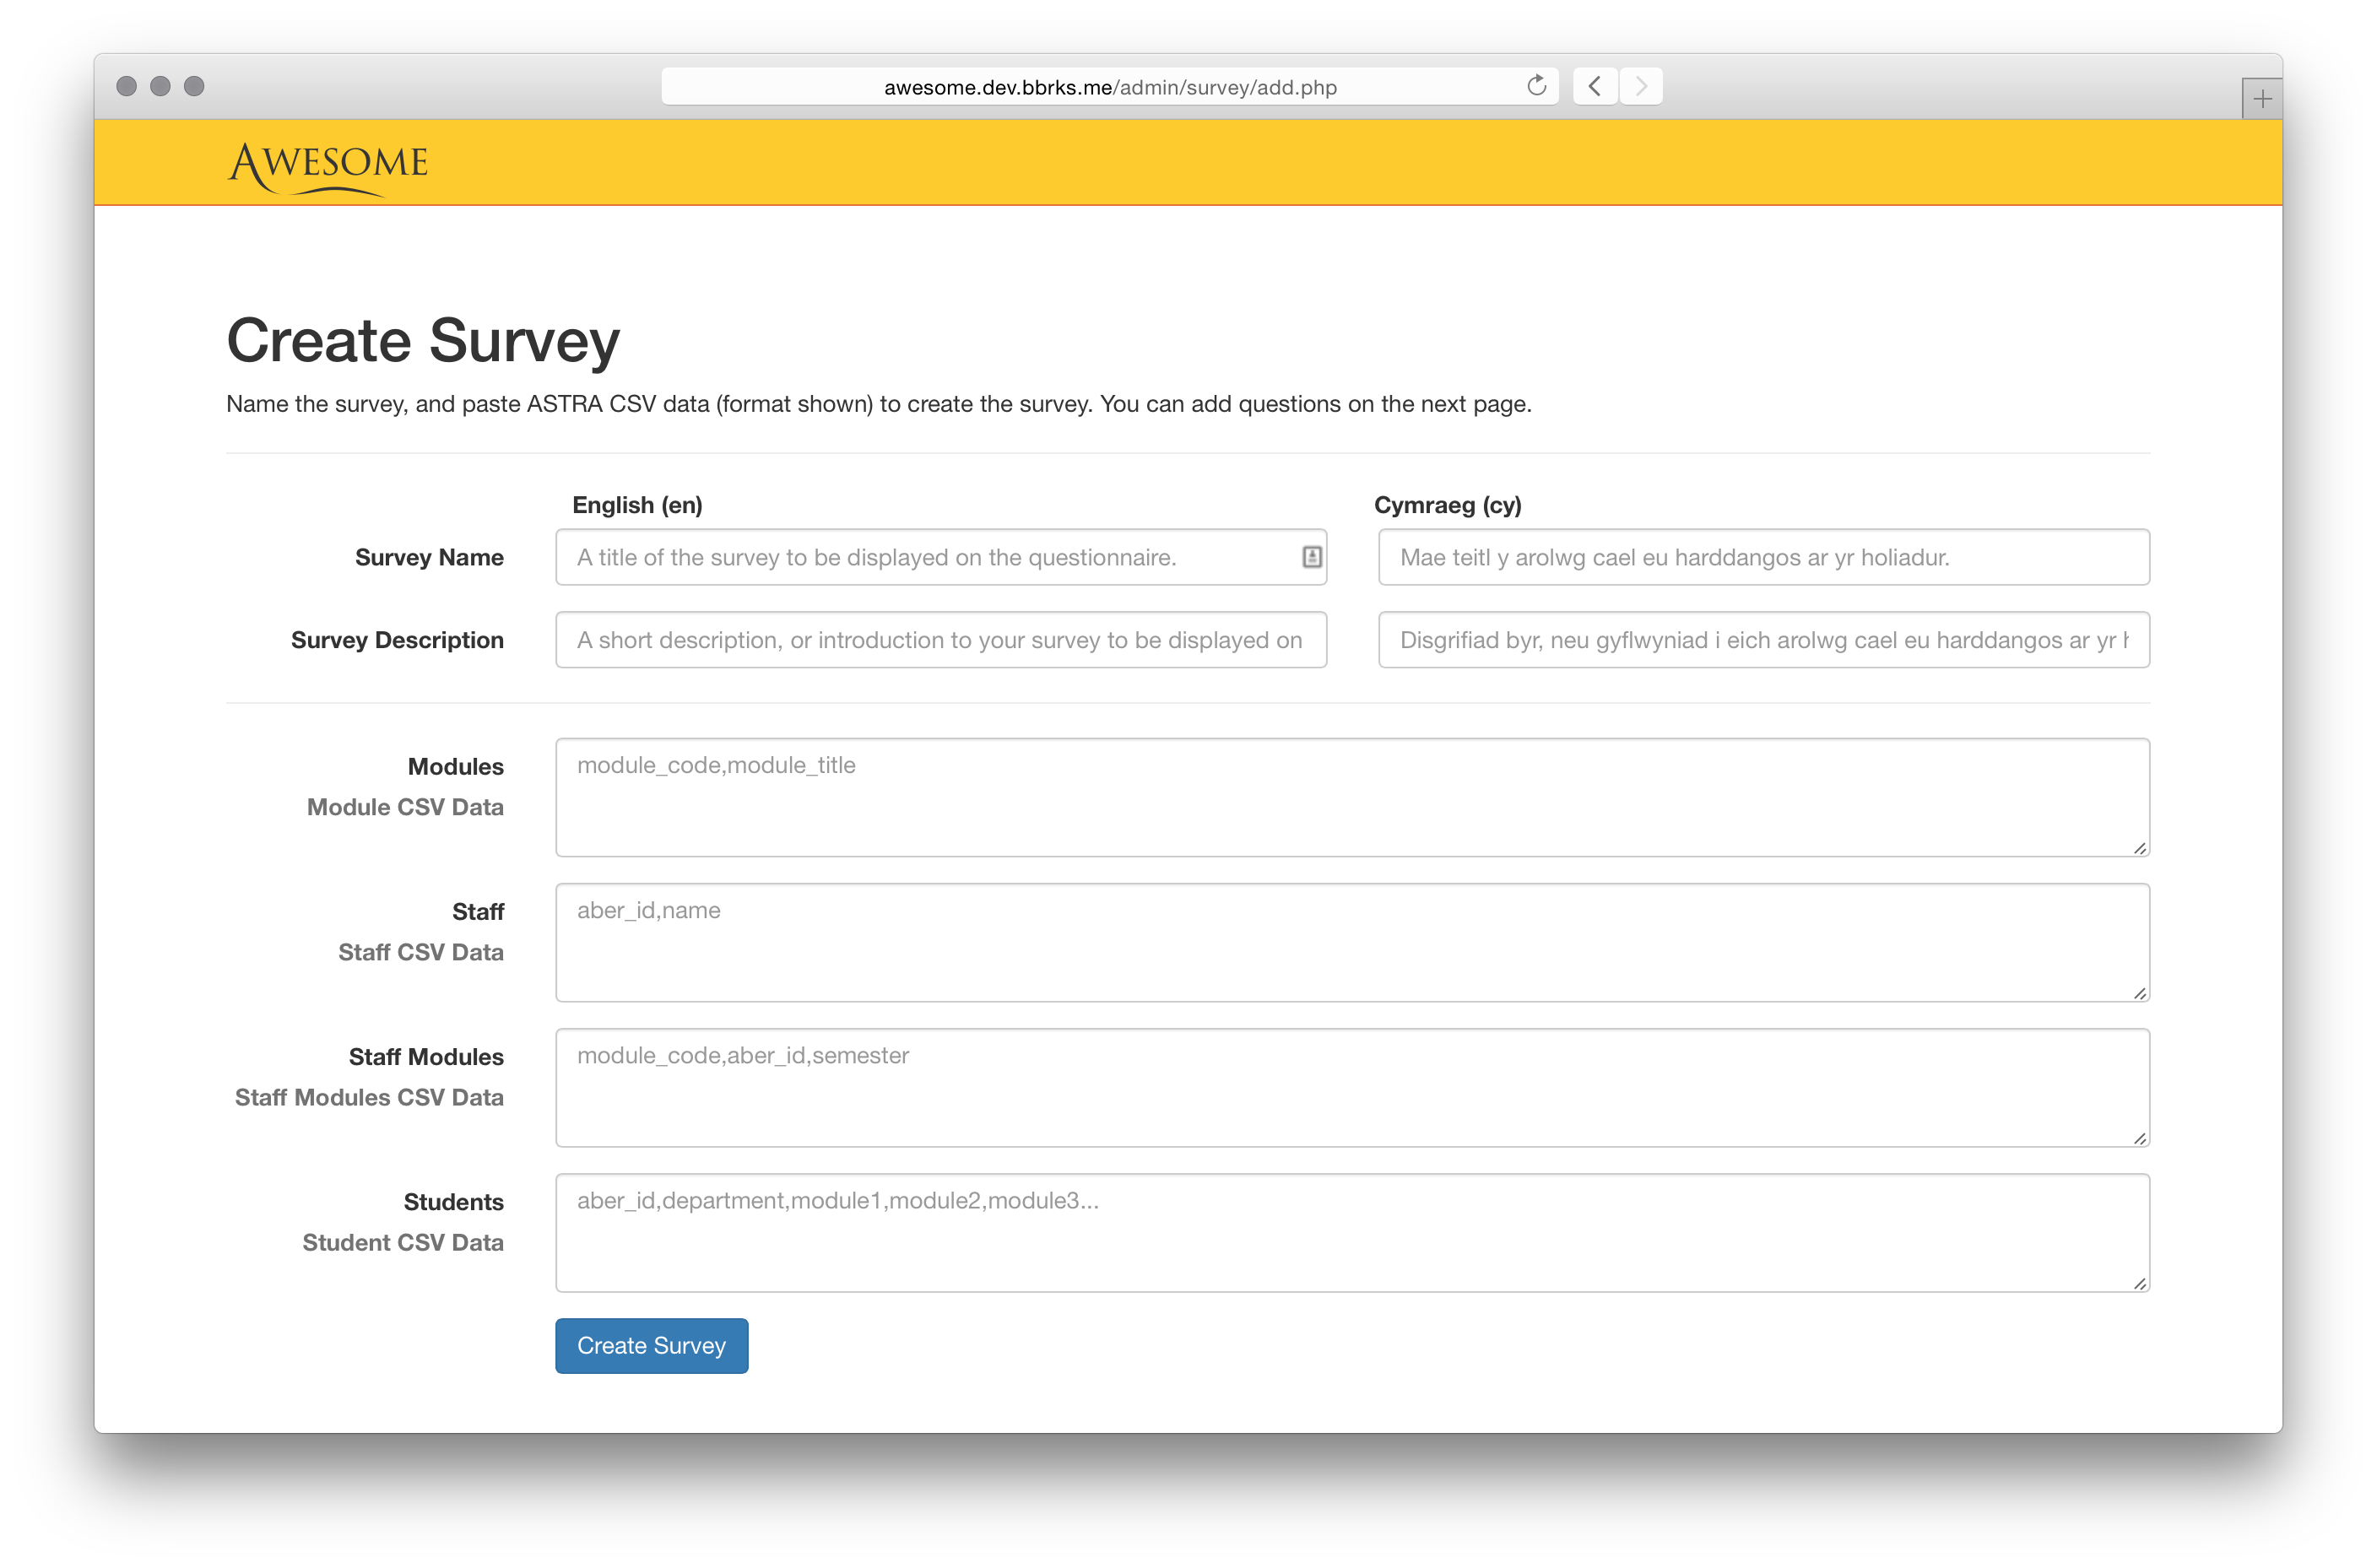 awesome.dev.bbrks.me/admin/survey/add.php
AWESOME
Create Survey
Name the survey, and paste ASTRA CSV data (format shown) to create the survey. You can add questions on the next page.
English (en) Cymraeg (cy)
Survey Name A title of the survey to be displayed on the questionnaire. Mae teitl y arolwg cael eu harddangos ar yr holiadur.
Survey Description A short description, or introduction to your survey to be displayed on Disgrifiad byr, neu gyflwyniad i eich arolwg cael eu harddangos ar yr
Modules module_code,module_title
Module CSV Data
Staff aber_id,name
Staff CSV Data
Staff Modules module_code,aber_id,semester
Staff Modules CSV Data
Students aber_id,department,module1,module2,module3...
Student CSV Data
Create Survey